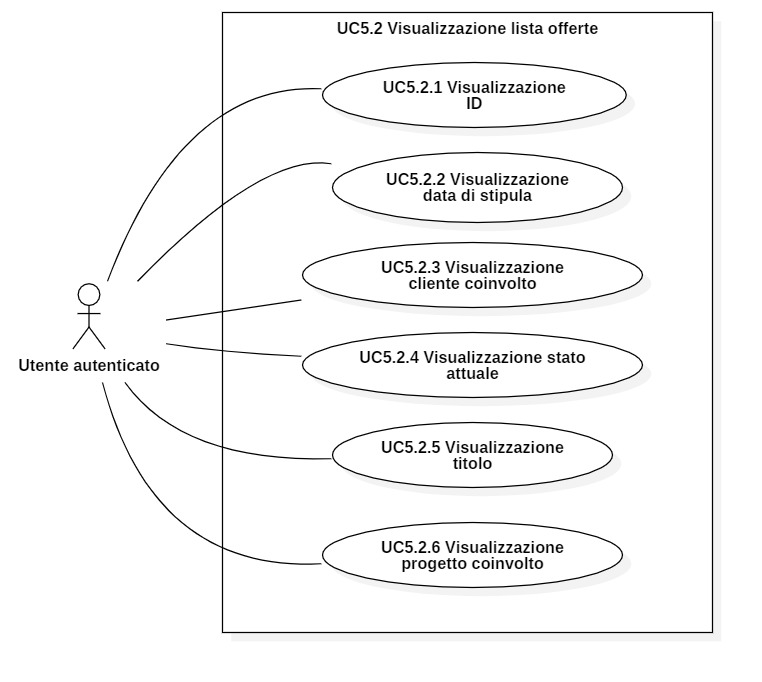 UC5.2 Visualizzazione lista offerte
UC5.2.1 Visualizzazione
ID
UC5.2.2 Visualizzazione
data di stipula
UC5.2.3 Visualizzazione
cliente coinvolto
UC5.2.4 Visualizzazione stato
attuale
Utente autenticato
UC5.2.5 Visualizzazione
titolo
UC5.2.6 Visualizzazione
progetto coinvolto